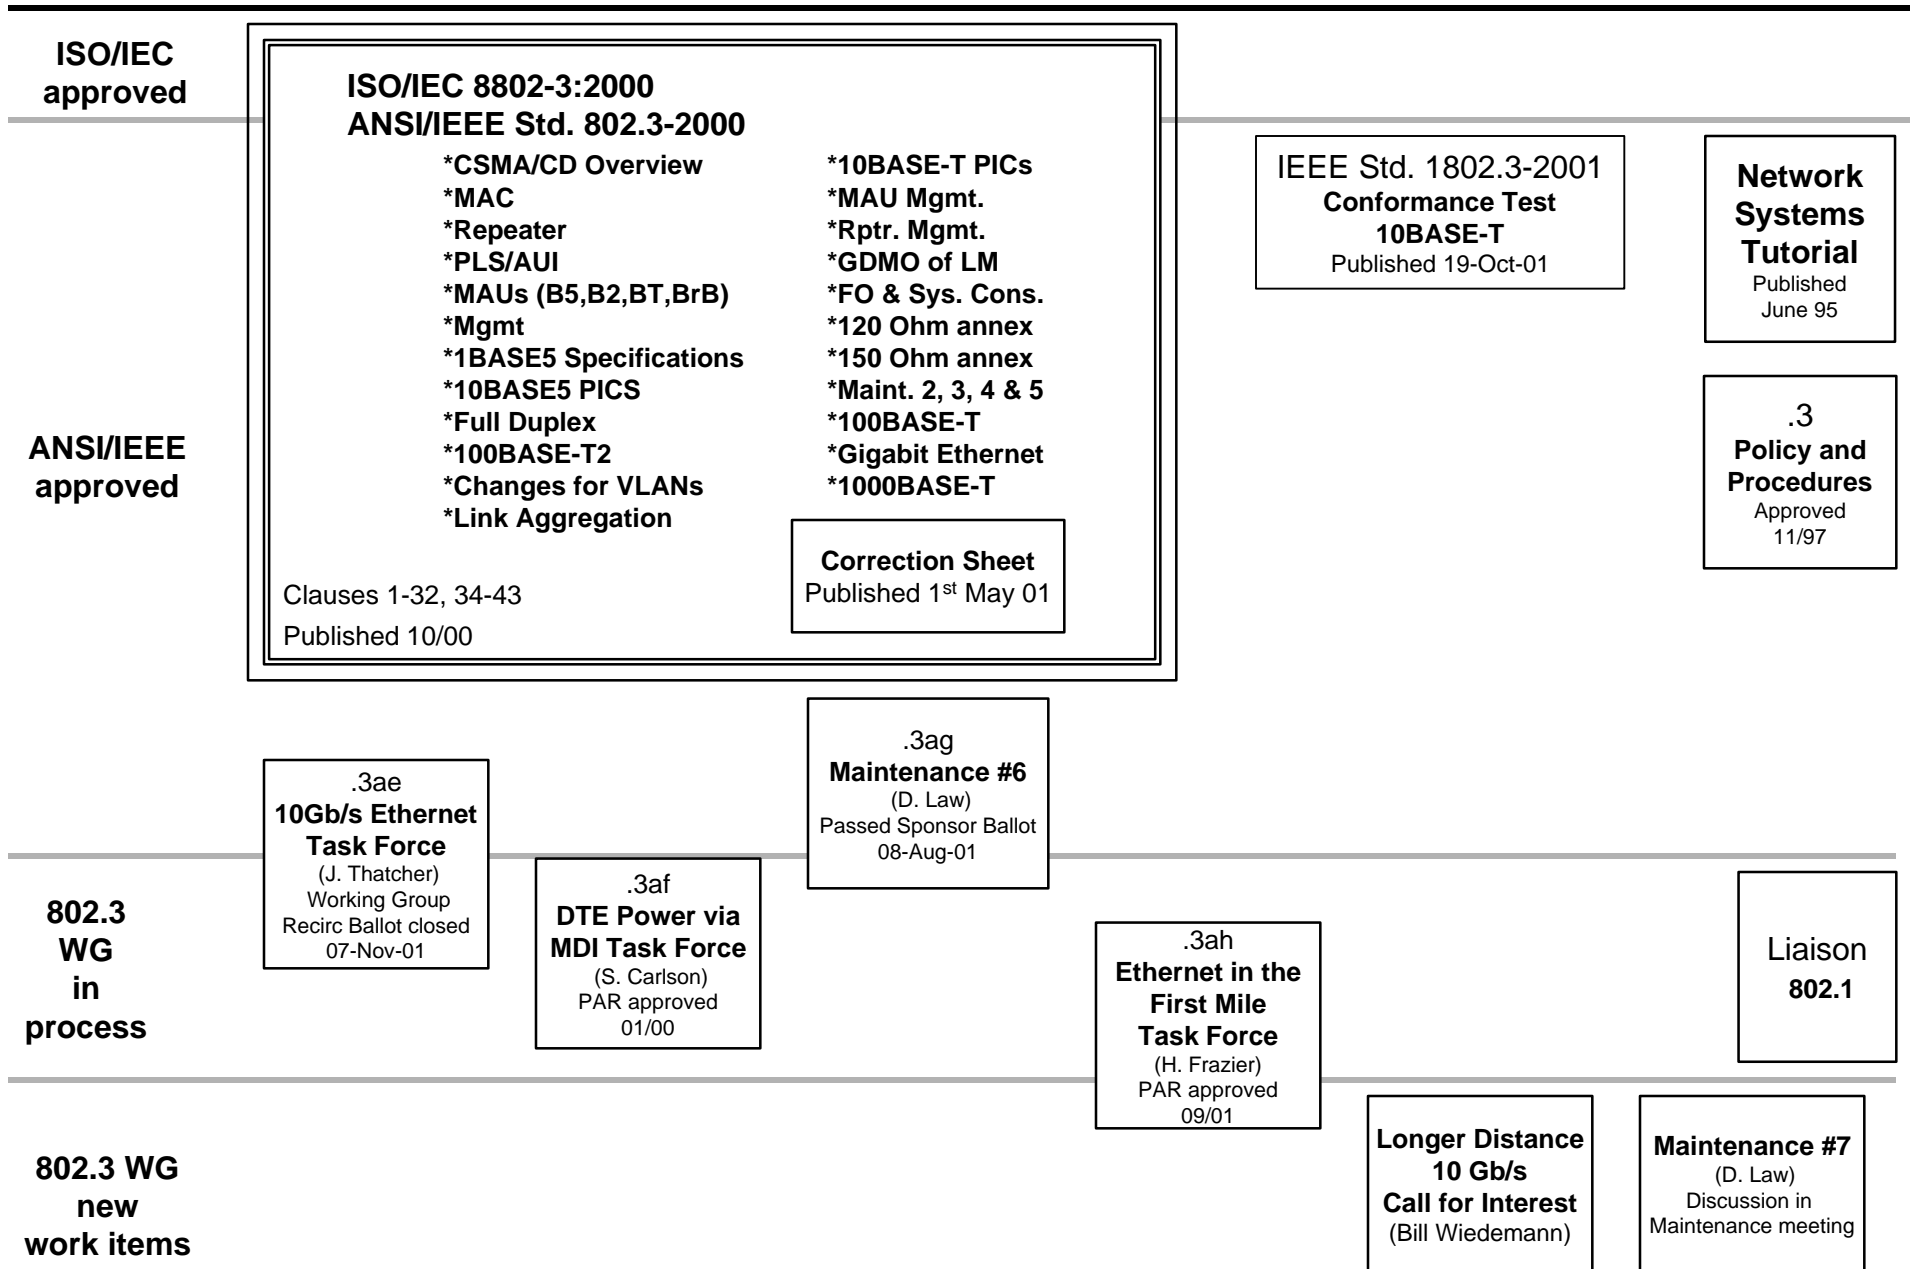 ISO/IEC
approved
ISO/IEC 8802-3:2000
ANSI/IEEE Std. 802.3-2000
*CSMA/CD Overview
*MAC
*Repeater
*PLS/AUI
*MAUs (B5,B2,BT,BrB)
*Mgmt
*1BASE5 Specifications
*10BASE5 PICS
*Full Duplex
*100BASE-T2
*Changes for VLANs
*Link Aggregation
*10BASE-T PICs
*MAU Mgmt.
*Rptr. Mgmt.
*GDMO of LM
*FO & Sys. Cons.
*120 Ohm annex
*150 Ohm annex
*Maint. 2, 3, 4 & 5
*100BASE-T
*Gigabit Ethernet
*1000BASE-T
Correction Sheet
Published 1st May 01
Clauses 1-32, 34-43
Published 10/00
IEEE Std. 1802.3-2001
Conformance Test
10BASE-T
Published 19-Oct-01
Network
Systems
Tutorial
Published
June 95
ANSI/IEEE
approved
.3
Policy and
Procedures
Approved
11/97
.3ae
10Gb/s Ethernet
Task Force
(J. Thatcher)
Working Group
Recirc Ballot closed
07-Nov-01
.3af
DTE Power via
MDI Task Force
(S. Carlson)
PAR approved
01/00
.3ag
Maintenance #6
(D. Law)
Passed Sponsor Ballot
08-Aug-01
802.3
WG
in
process
.3ah
Ethernet in the
First Mile
Task Force
(H. Frazier)
PAR approved
09/01
Liaison
802.1
802.3 WG
new
work items
Longer Distance
10 Gb/s
Call for Interest
(Bill Wiedemann)
Maintenance #7
(D. Law)
Discussion in
Maintenance meeting